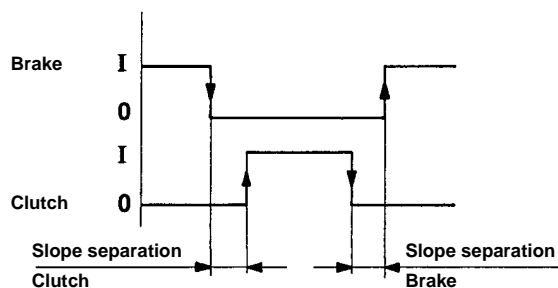 Brake I
0
I
Clutch 0
Slope separation Slope separation
Clutch Brake